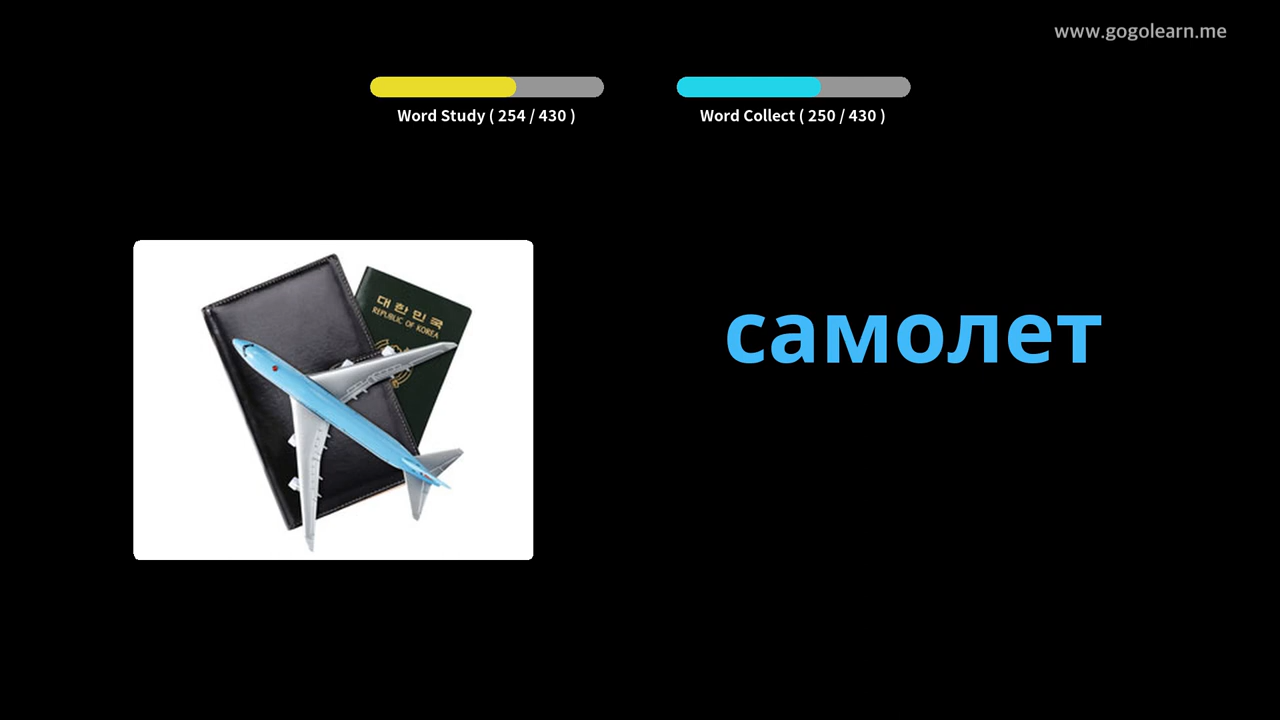 www.gogolearn.me
Word Study ( 254 / 430 )
Word Collect ( 250 / 430 )
대한민국
REPUBLIC OF KOREA
самолет